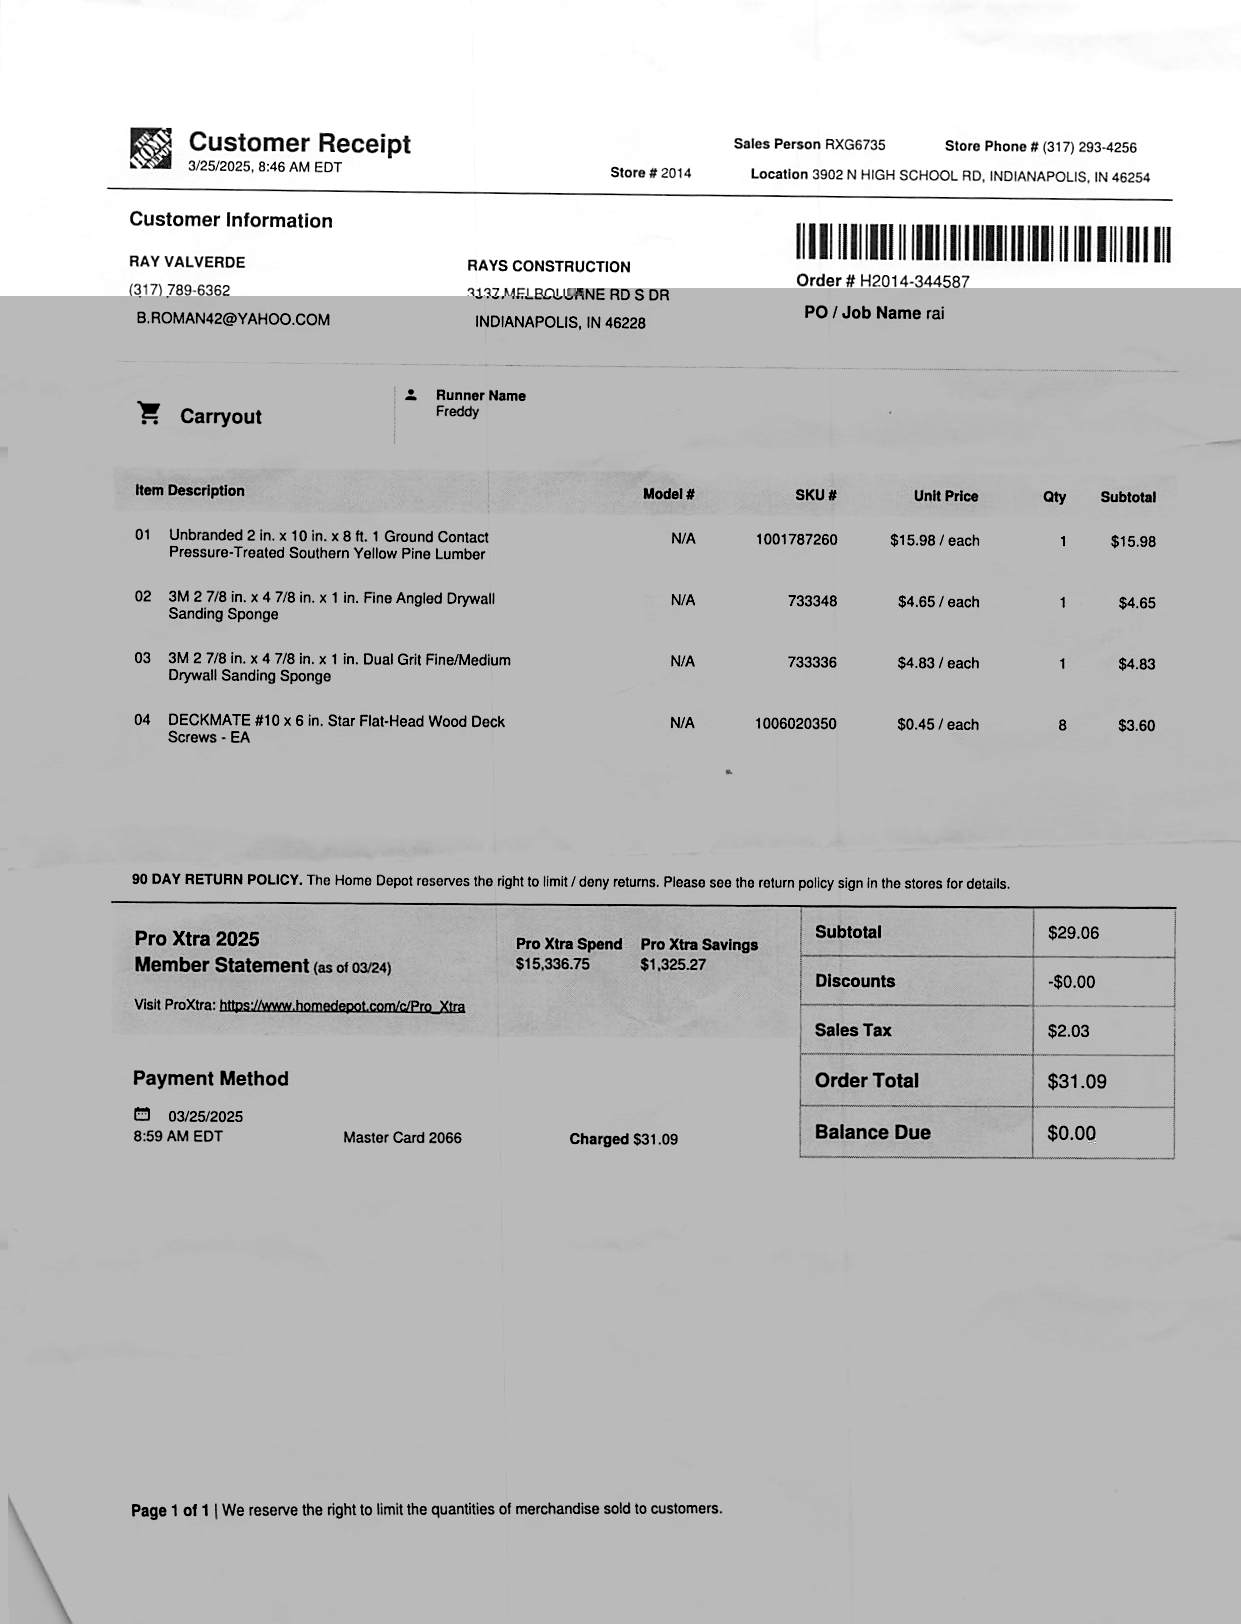 THE HOME DEPOT
Customer Receipt
3/25/2025, 8:46 AM EDT
Sales Person RXG6735
Store Phone # (317) 293-4256
Store # 2014
Location 3902 N HIGH SCHOOL RD, INDIANAPOLIS, IN 46254
Customer Information
RAY VALVERDE
(317) 789-6362
B.ROMAN42@YAHOO.COM
RAYS CONSTRUCTION
RD S DR
INDIANAPOLIS, IN 46228
Order # H2014-344587
PO / Job Name rai
Carryout
Runner Name
Freddy
Item Description Model # SKU # Unit Price Qty Subtotal
01 Unbranded 2 in. x 10 in. x 8 ft. 1 Ground Contact N/A 1001787260 $15.98 / each 1 $15.98
Pressure-Treated Southern Yellow Pine Lumber
02 3M 2 7/8 in. x 4 7/8 in. x 1 in. Fine Angled Drywall N/A 733348 $4.65 / each 1 $4.65
Sanding Sponge
03 3M 2 7/8 in. x 4 7/8 in. x 1 in. Dual Grit Fine/Medium N/A 733336 $4.83 / each 1 $4.83
Drywall Sanding Sponge
04 DECKMATE #10 x 6 in. Star Flat-Head Wood Deck N/A 1006020350 $0.45 / each 8 $3.60
Screws - EA
90 DAY RETURN POLICY. The Home Depot reserves the right to limit / deny returns. Please see the return policy sign in the stores for details.
Pro Xtra 2025
Member Statement (as of 03/24)
Visit ProXtra: https://www.homedepot.com/c/Pro_Xtra
Pro Xtra Spend Pro Xtra Savings
$15,336.75 $1,325.27
Subtotal $29.06
Discounts -$0.00
Sales Tax $2.03
Order Total $31.09
Balance Due $0.00
Payment Method
03/25/2025
8:59 AM EDT Master Card 2066 Charged $31.09
Page 1 of 1 | We reserve the right to limit the quantities of merchandise sold to customers.